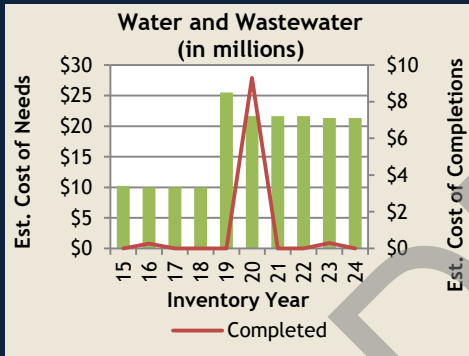 Water and Wastewater
(in millions)
Est. Cost of Needs
$30
$25
$20
$15
$10
$5
$0
$10
$8
$6
$4
$2
$0
Est. Cost of Completions
15 16 17 18 19 20 21 22 23 24
Inventory Year
Completed